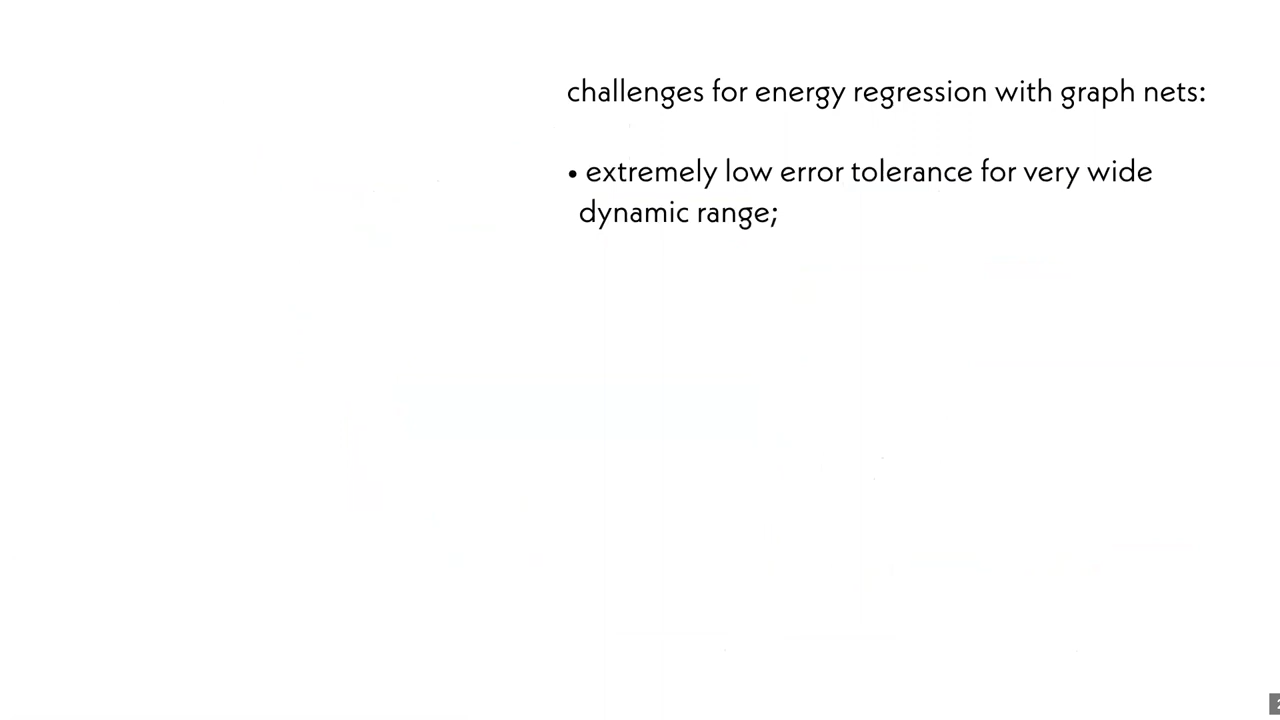 challenges for energy regression with graph nets:
• extremely low error tolerance for very wide
dynamic range;